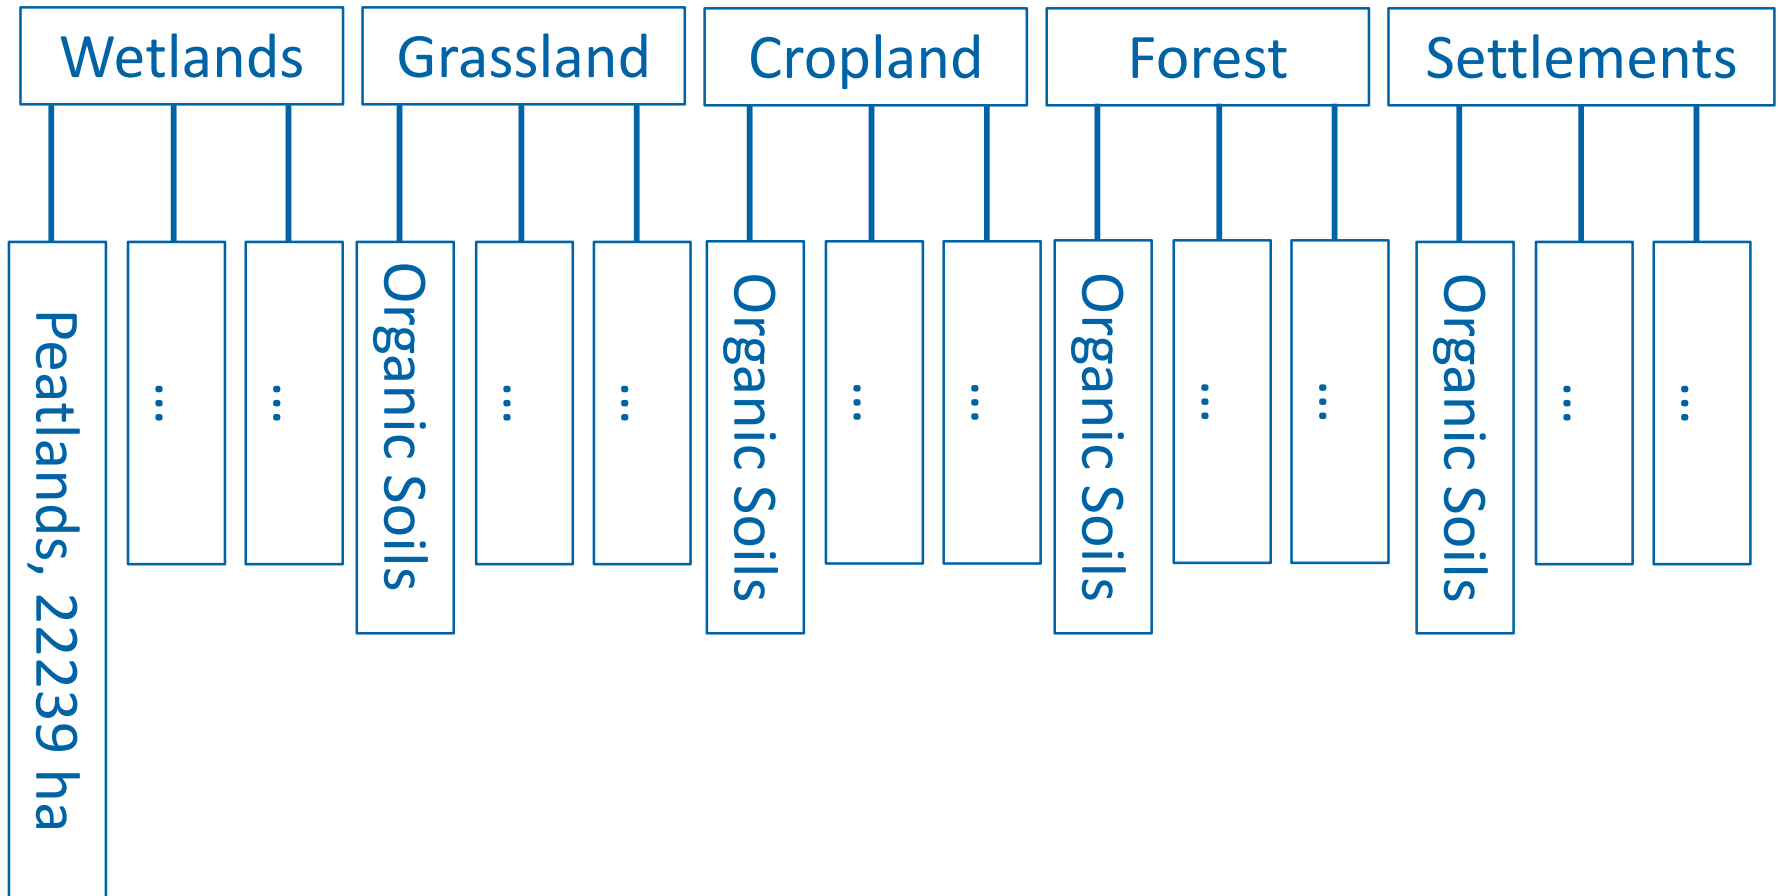 Wetlands
Grassland
Cropland
Forest
Settlements
Peatlands, 22239 ha
...
...
Organic Soils
...
...
Organic Soils
...
...
Organic Soils
...
...
Organic Soils
...
...